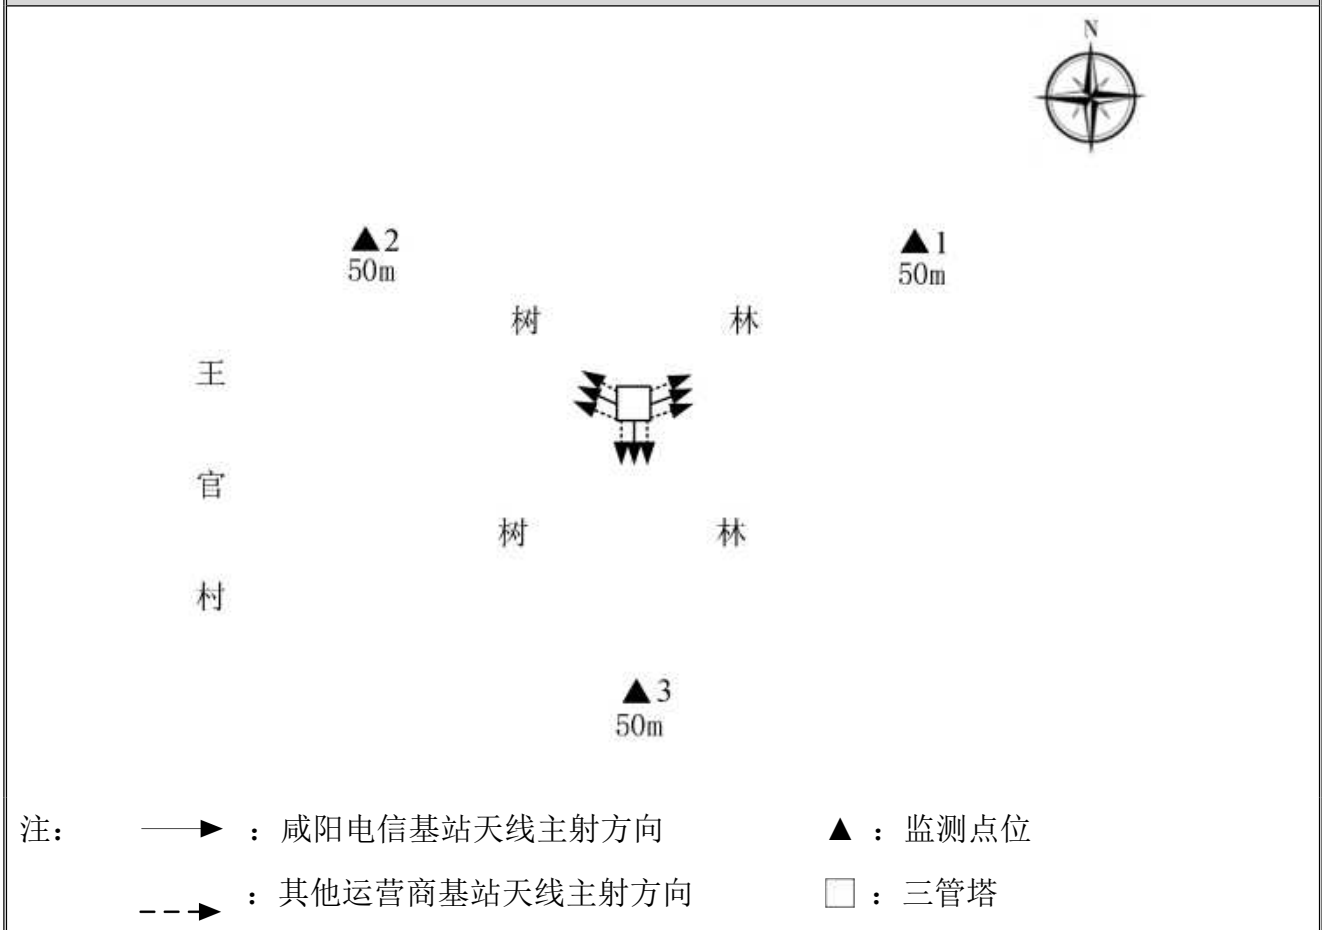 N
▲2
50m
▲1
50m
树 林
王
官
村
树 林
▲3
50m
注： ：咸阳电信基站天线主射方向 ▲：监测点位
：其他运营商基站天线主射方向 □：三管塔